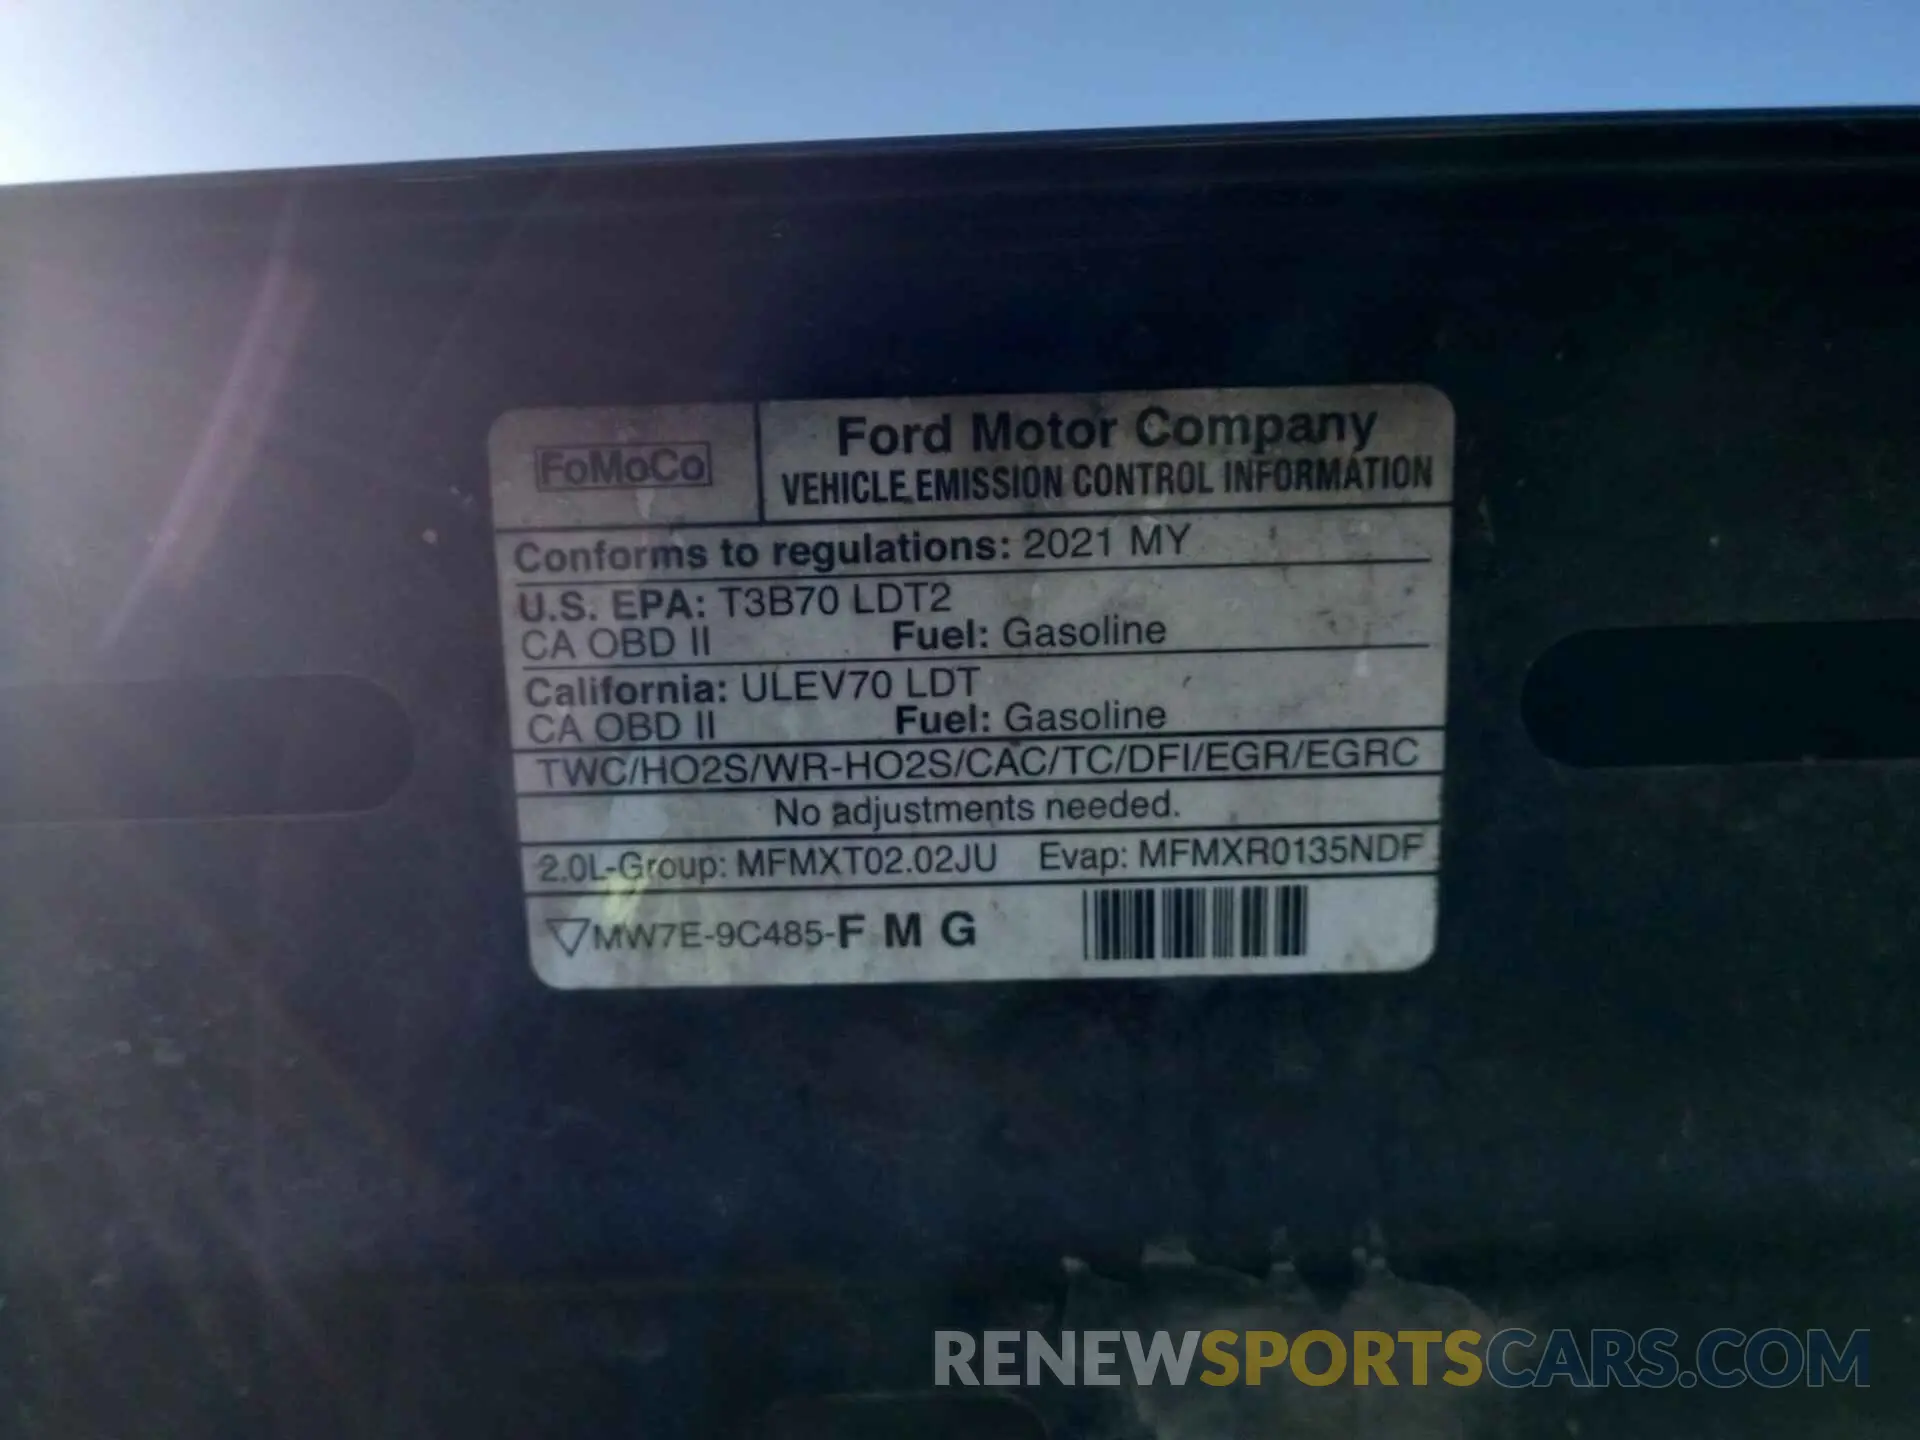 FoMoCo
Ford Motor Company
VEHICLE EMISSION CONTROL INFORMATION
Conforms to regulations: 2021 MY
U.S. EPA: T3B70 LDT2
CA OBD II Fuel: Gasoline
California: ULEV70 LDT
CA OBD II Fuel: Gasoline
TWC/HO2S/WR-HO2S/CAC/TC/DFI/EGR/EGRC
No adjustments needed.
2.0L-Group: MFMXT02.02JU Evap: MFMXR0135NDF
MW7E-9C485-F M G
RENEWSPORTSCARS.COM